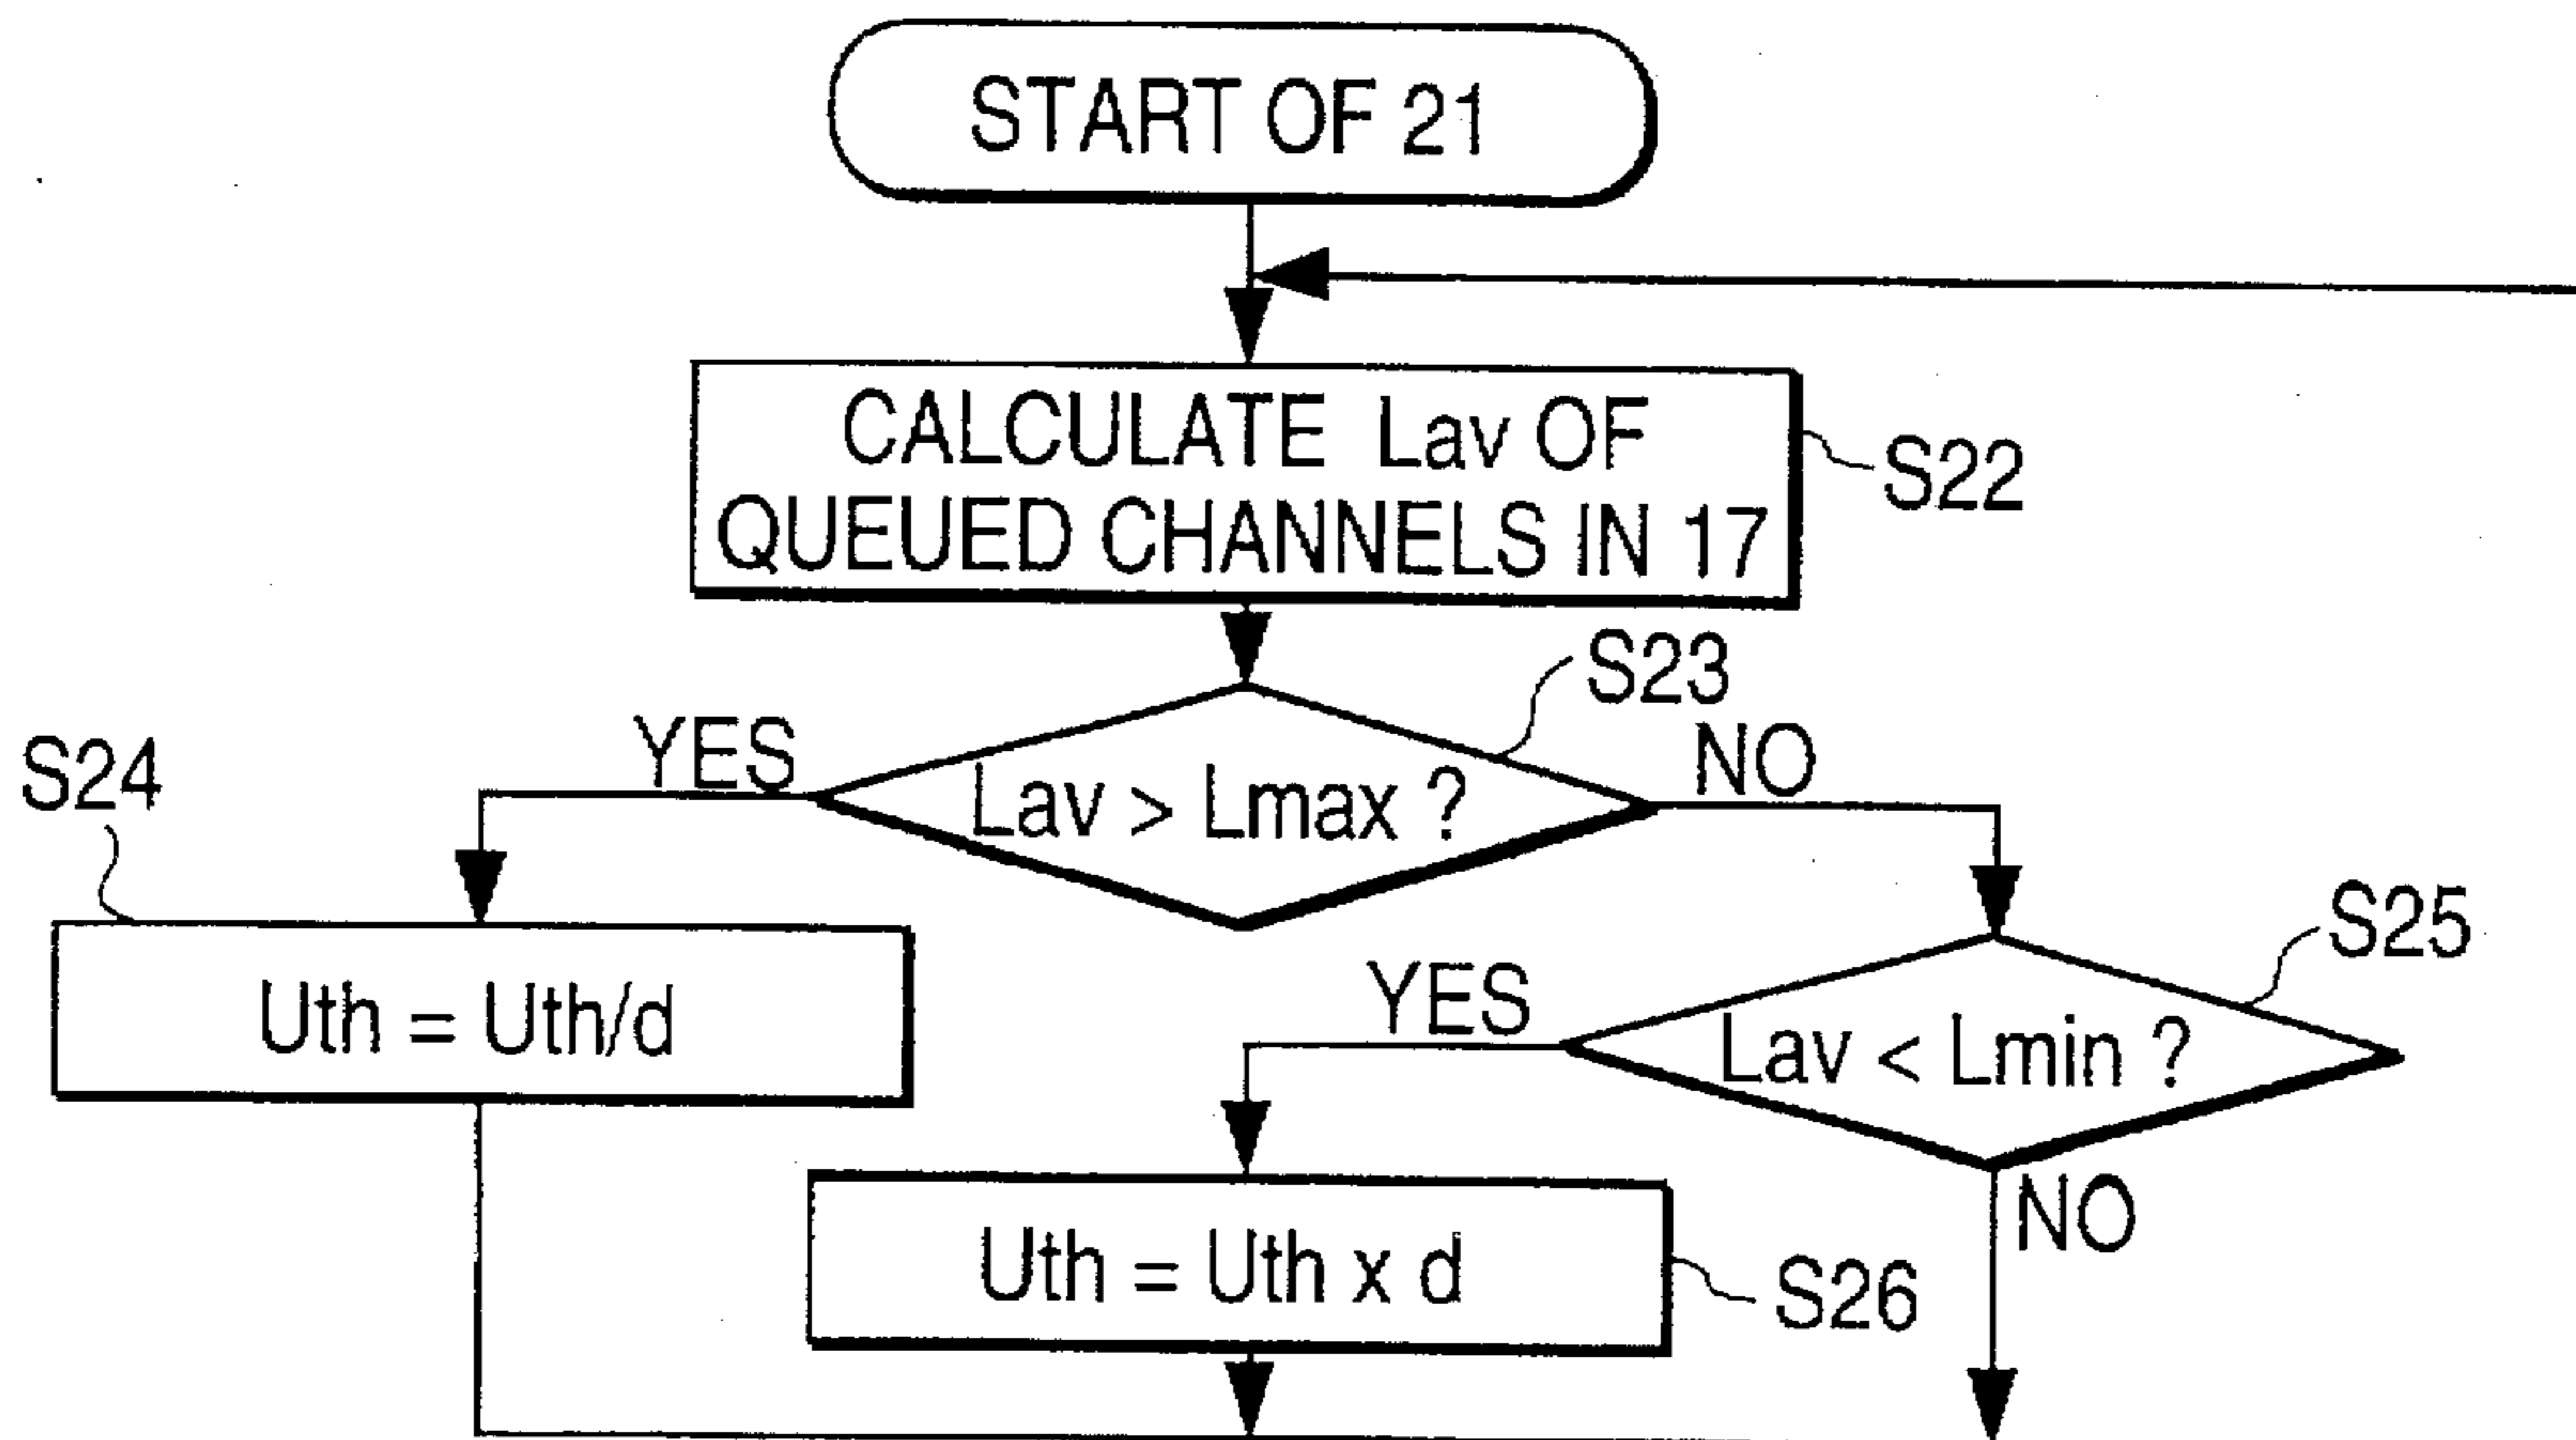 START OF 21
CALCULATE Lav OF
QUEUED CHANNELS IN 17
S22
S23
YES
Lav > Lmax ?
NO
S24
Uth = Uth/d
S25
YES
Lav < Lmin ?
NO
Uth = Uth x d
S26